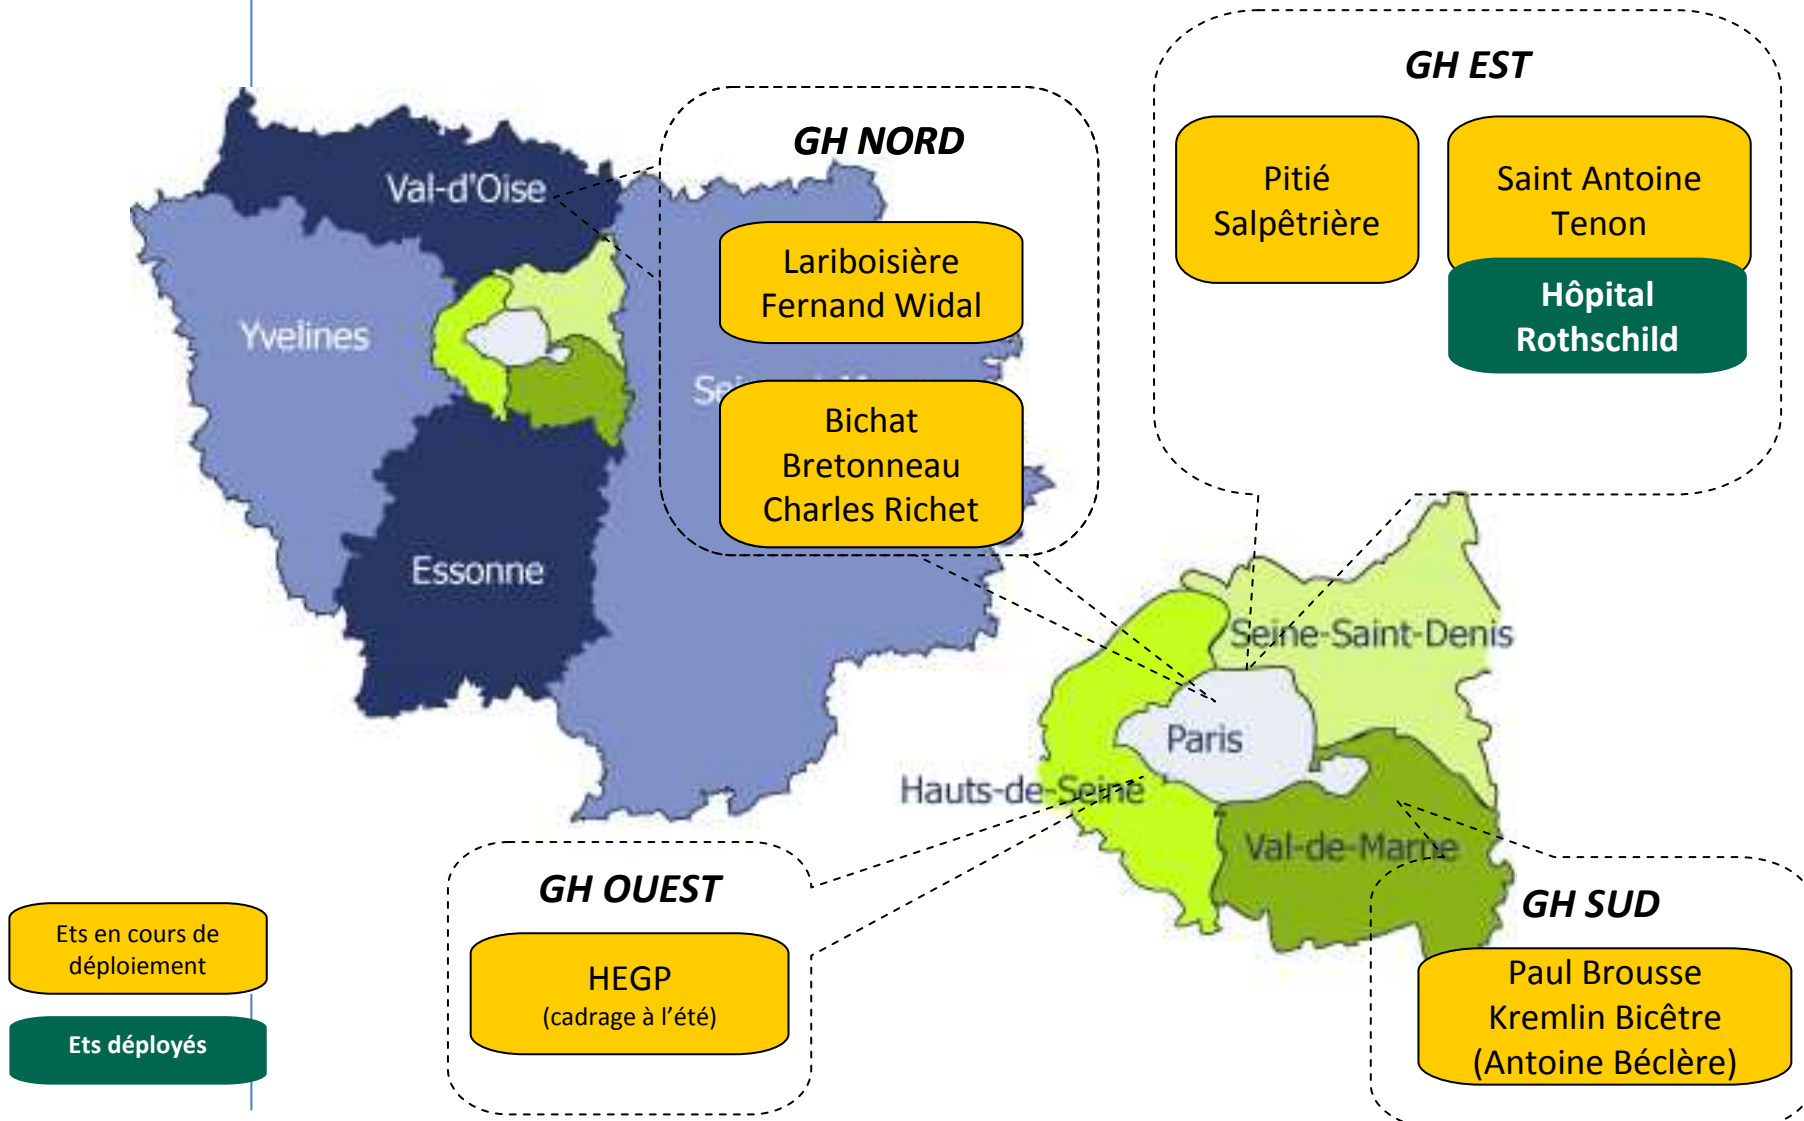 GH EST
Pitié
Salpêtrière
Saint Antoine
Tenon
Hôpital
Rothschild
GH NORD
Lariboisière
Fernand Widal
Bichat
Bretonneau
Charles Richet
Val-d'Oise
Yvelines
Essonne
Seine-Saint-Denis
Paris
Hauts-de-Seine
Val-de-Marne
GH OUEST
HEGP
(cadrage à l'été)
GH SUD
Paul Brousse
Kremlin Bicêtre
(Antoine Béclère)
Ets en cours de
déploiement
Ets déployés